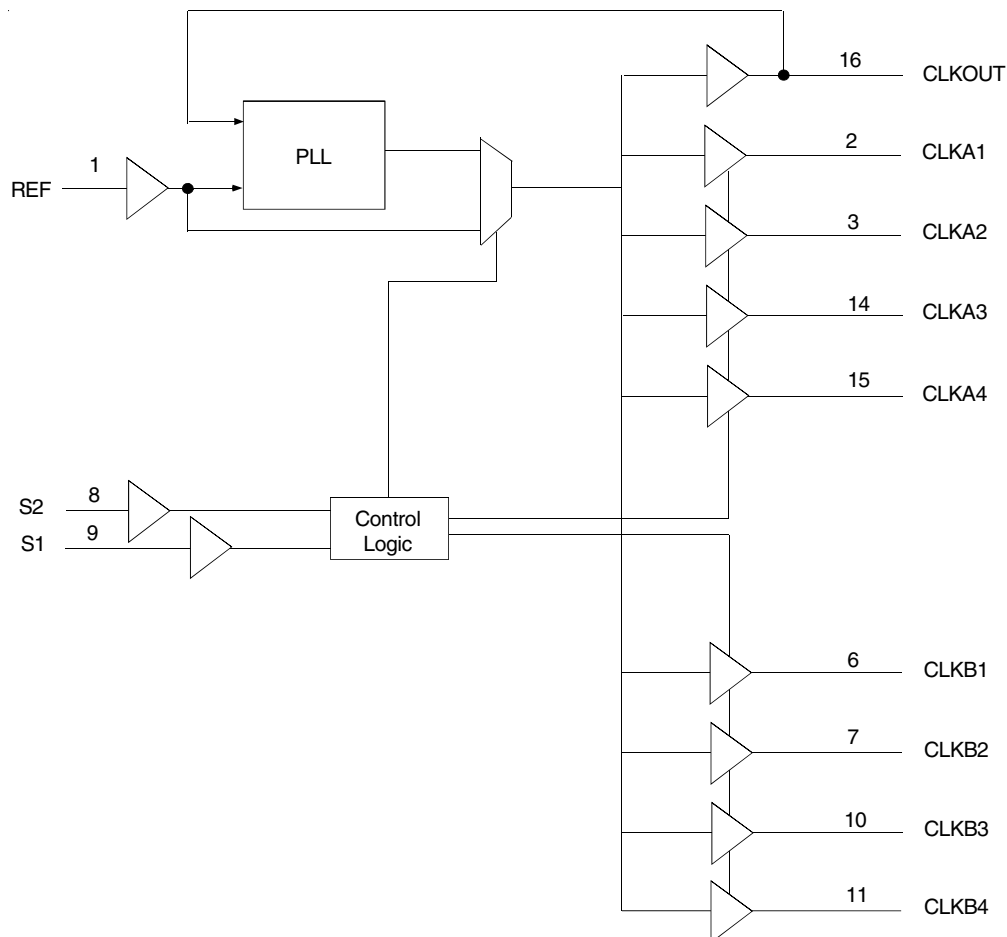 16 CLKOUT
PLL
1
REF
2 CLKA1
3 CLKA2
14 CLKA3
15 CLKA4
S2 8
S1 9
Control
Logic
6 CLKB1
7 CLKB2
10 CLKB3
11 CLKB4